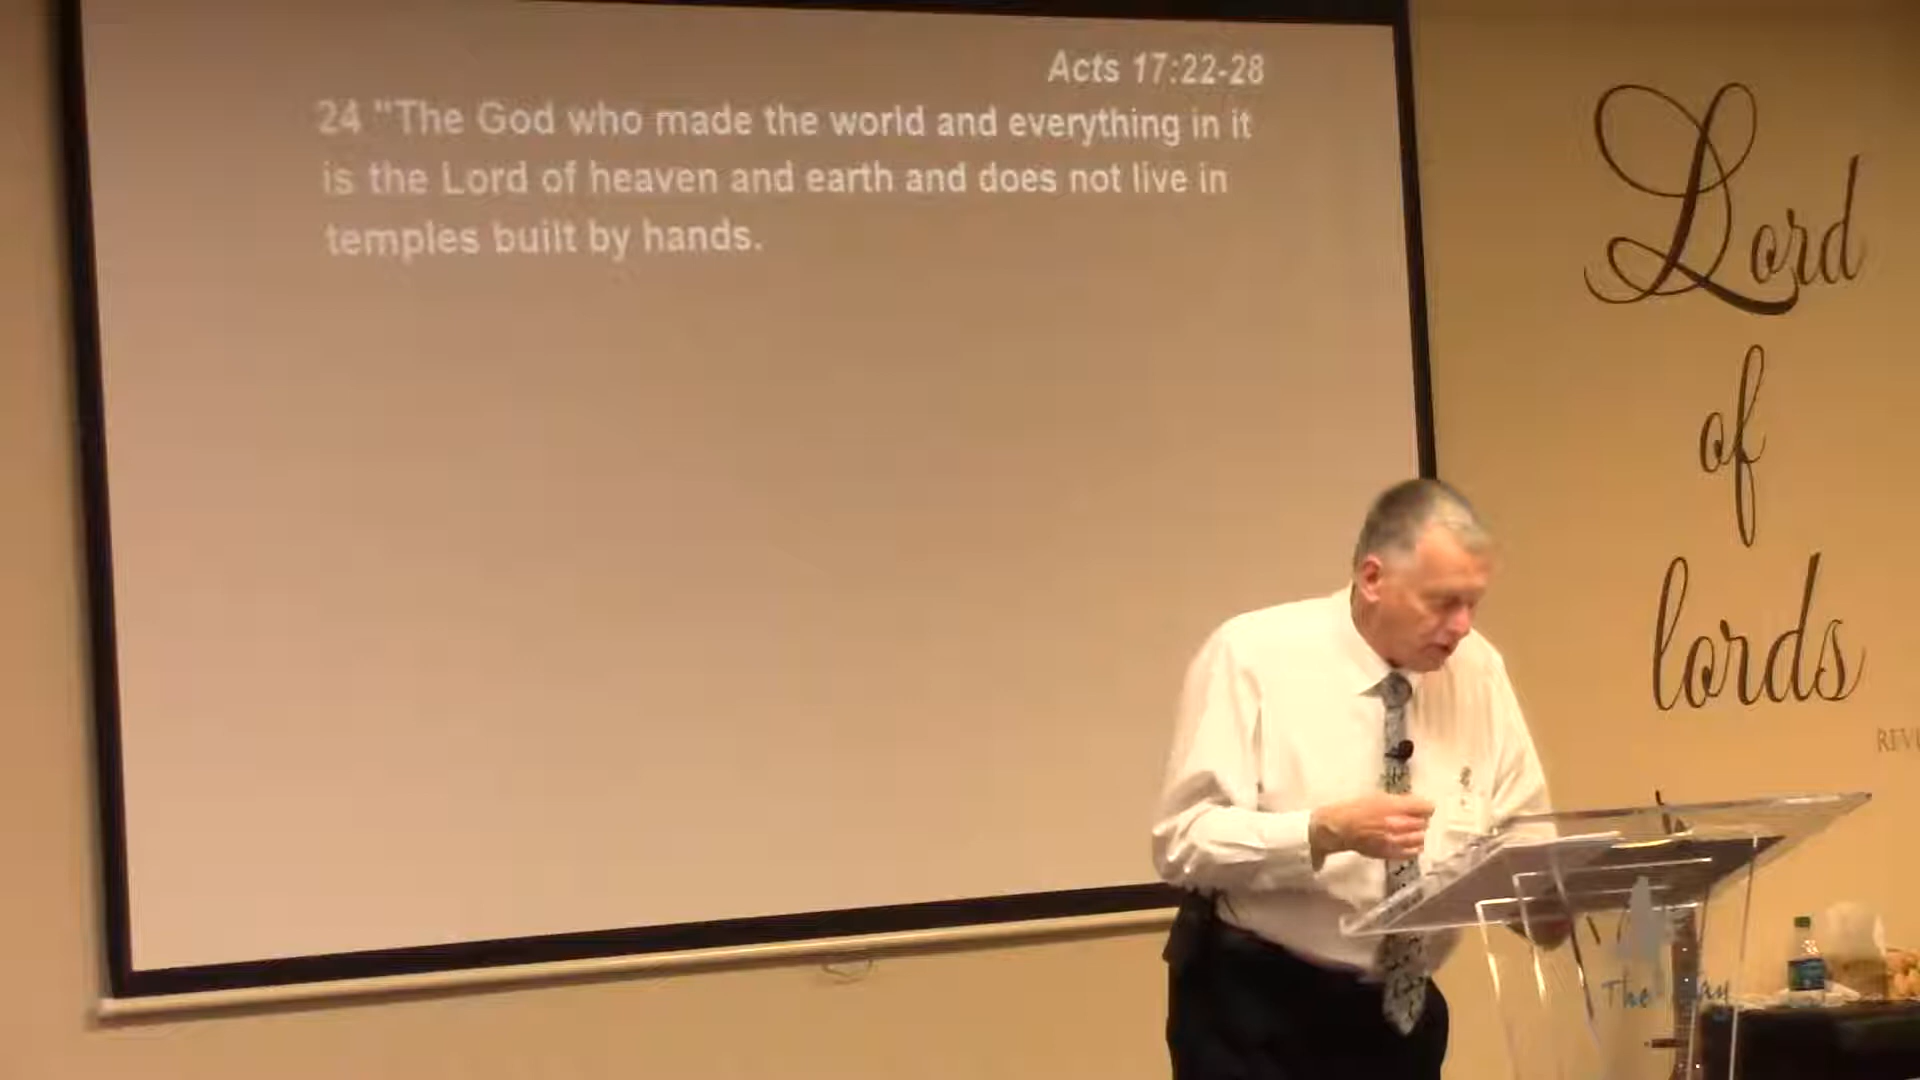 Acts 17:22-28
24 "The God who made the world and everything in it
is the Lord of heaven and earth and does not live in
temples built by hands.
Lord
of
lords
The